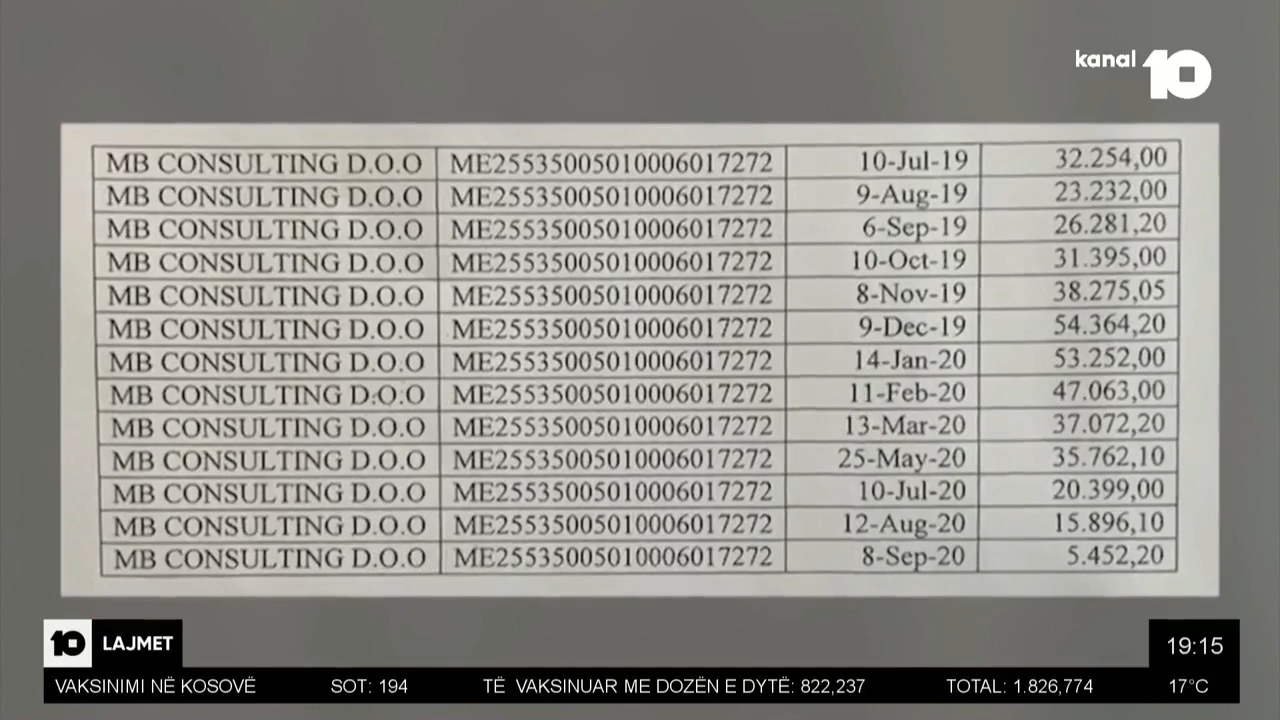 kanal 10
MB CONSULTING D.O.O ME25535005010006017272 10-Jul-19 32.254,00
MB CONSULTING D.O.O ME25535005010006017272 9-Aug-19 23.232,00
MB CONSULTING D.O.O ME25535005010006017272 6-Sep-19 26.281,20
MB CONSULTING D.O.O ME25535005010006017272 10-Oct-19 31.395,00
MB CONSULTING D.O.O ME25535005010006017272 8-Nov-19 38.275,05
MB CONSULTING D.O.O ME25535005010006017272 9-Dec-19 54.364,20
MB CONSULTING D.O.O ME25535005010006017272 14-Jan-20 53.252,00
MB CONSULTING D.O.O ME25535005010006017272 11-Feb-20 47.063,00
MB CONSULTING D.O.O ME25535005010006017272 13-Mar-20 37.072,20
MB CONSULTING D.O.O ME25535005010006017272 25-May-20 35.762,10
MB CONSULTING D.O.O ME25535005010006017272 10-Jul-20 20.399,00
MB CONSULTING D.O.O ME25535005010006017272 12-Aug-20 15.896,10
MB CONSULTING D.O.O ME25535005010006017272 8-Sep-20 5.452,20
10 LAJMET 19:15
VAKSINIMI NË KOSOVË SOT: 194 TË VAKSINUAR ME DOZËN E DYTË: 822,237 TOTAL: 1.826,774 17°C